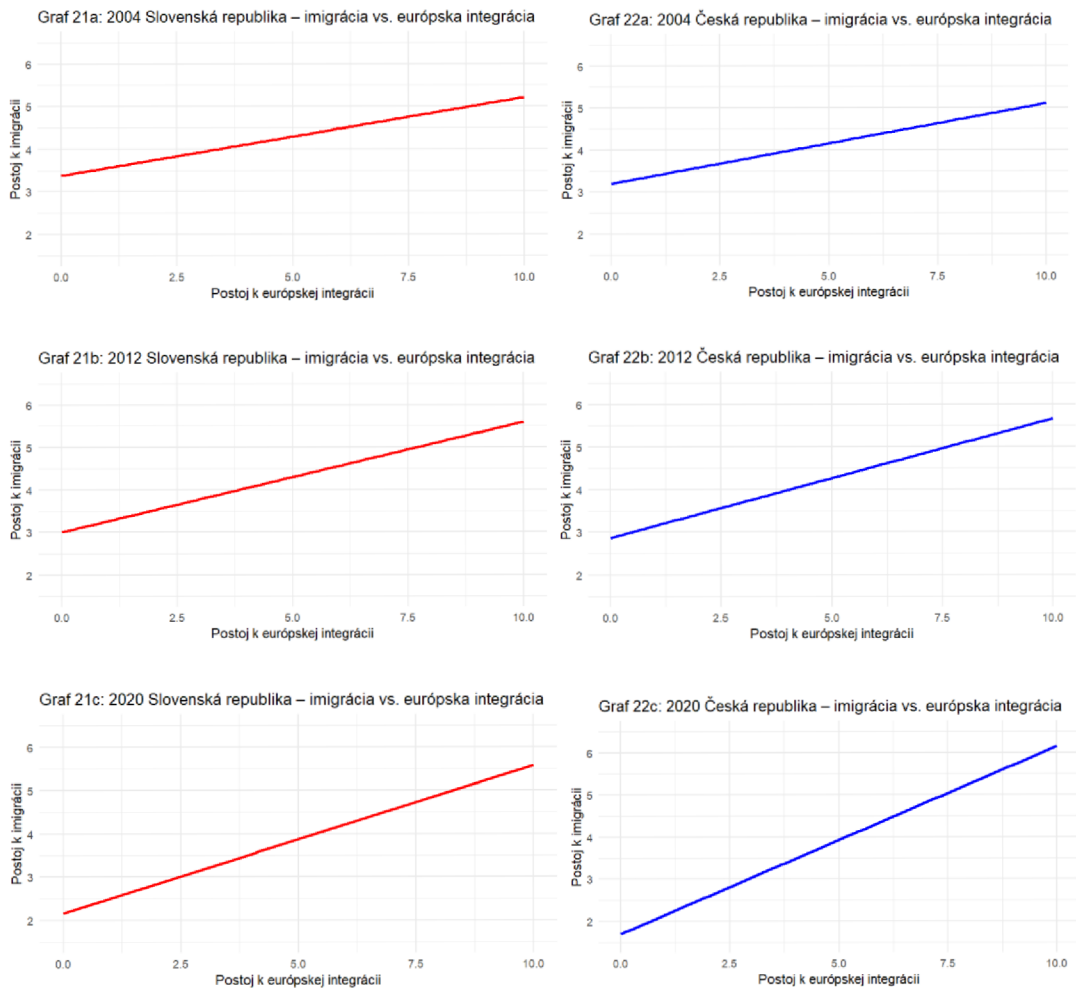 Graf 21a: 2004 Slovenská republika – imigrácia vs. európska integrácia
Postoj k imigrácii
6
5
4
3
2
0.0 2.5 5.0 7.5 10.0
Postoj k európskej integrácii
Graf 22a: 2004 Česká republika – imigrácia vs. európska integrácia
Postoj k imigrácii
6
5
4
3
2
0.0 2.5 5.0 7.5 10.0
Postoj k európskej integrácii
Graf 21b: 2012 Slovenská republika – imigrácia vs. európska integrácia
Postoj k imigrácii
6
5
4
3
2
0.0 2.5 5.0 7.5 10.0
Postoj k európskej integrácii
Graf 22b: 2012 Česká republika – imigrácia vs. európska integrácia
Postoj k imigrácii
6
5
4
3
2
0.0 2.5 5.0 7.5 10.0
Postoj k európskej integrácii
Graf 21c: 2020 Slovenská republika – imigrácia vs. európska integrácia
Postoj k imigrácii
6
5
4
3
2
0.0 2.5 5.0 7.5 10.0
Postoj k európskej integrácii
Graf 22c: 2020 Česká republika – imigrácia vs. európska integrácia
Postoj k imigrácii
6
5
4
3
2
0.0 2.5 5.0 7.5 10.0
Postoj k európskej integrácii